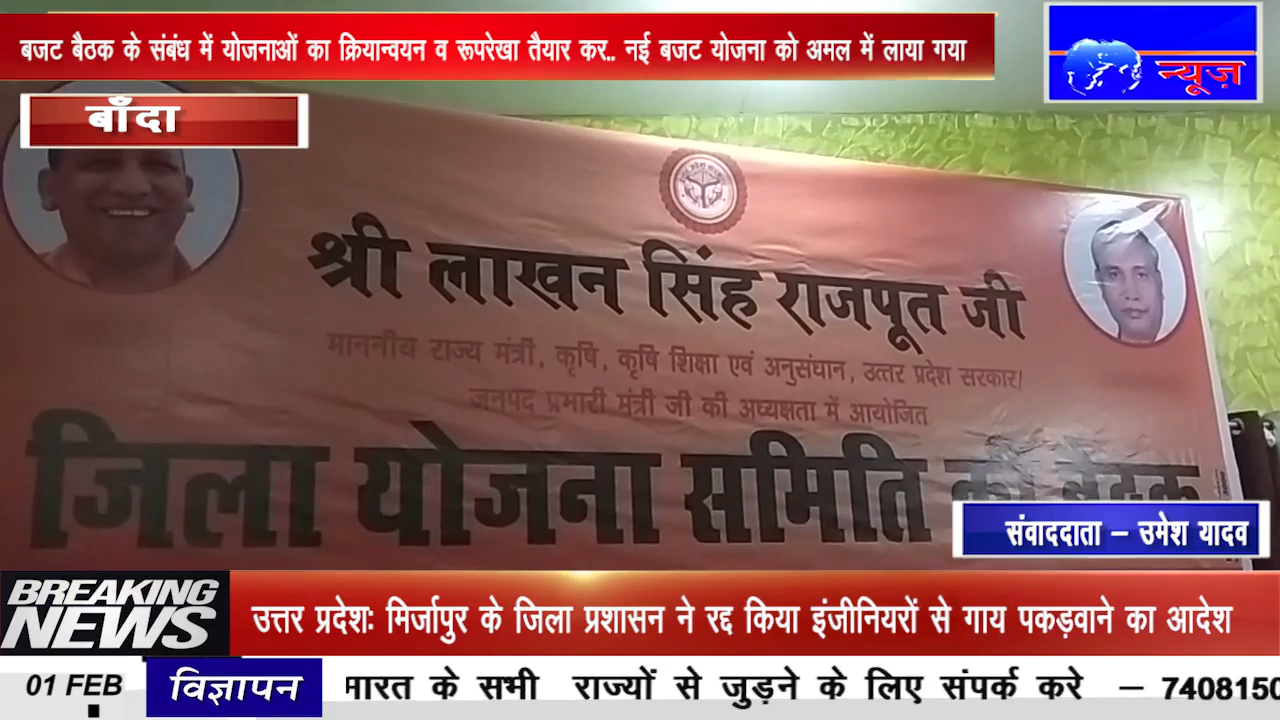 बजट बैठक के संबंध में योजनाओं का क्रियान्वयन व रूपरेखा तैयार कर.. नई बजट योजना को अमल में लाया गया
न्यूज़
बाँदा
श्री लाखन सिंह राजपूत जी
माननीय राज्य मंत्री, कृषि, कृषि शिक्षा एवं अनुसंधान, उत्तर प्रदेश सरकार/
जनपद प्रभारी मंत्री जी की अध्यक्षता में आयोजित
जिला योजना समिति की बैठक
संवाददाता – उमेश यादव
BREAKING NEWS
उत्तर प्रदेश: मिर्जापुर के जिला प्रशासन ने रद्द किया इंजीनियरों से गाय पकड़वाने का आदेश
01 FEB
विज्ञापन
भारत के सभी राज्यों से जुड़ने के लिए संपर्क करे – 7408150